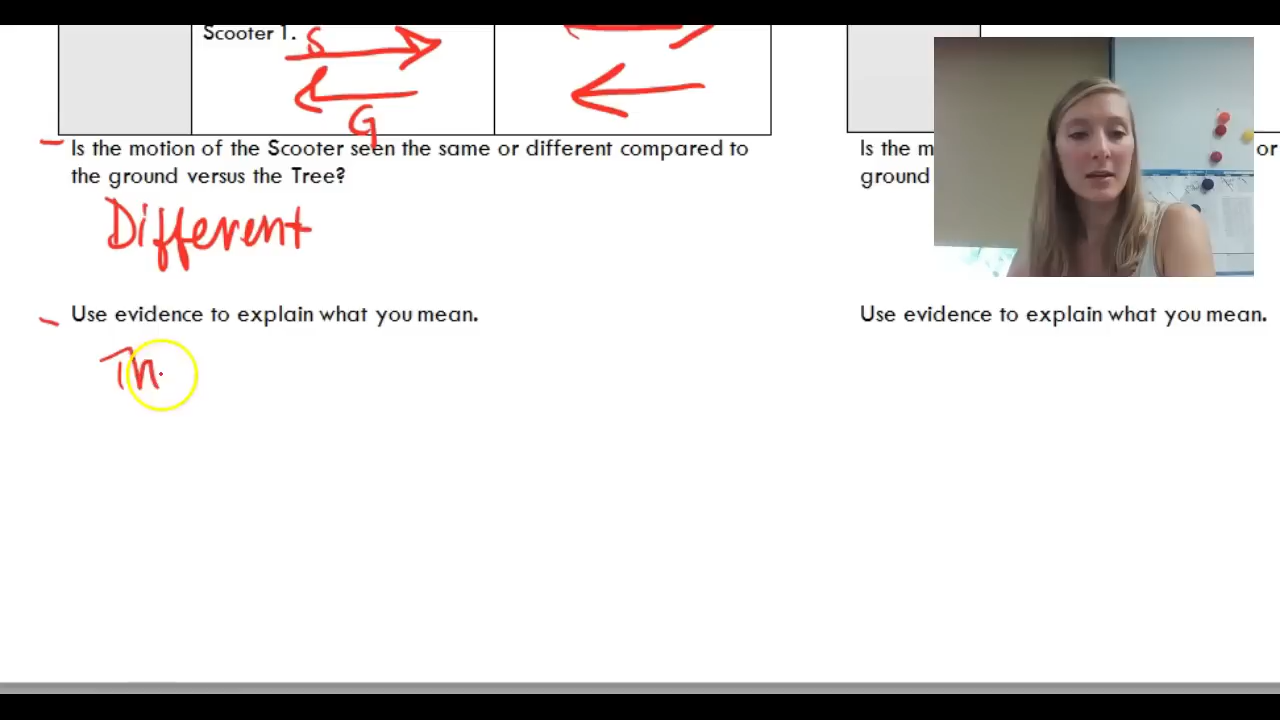 Scooter 1.
S
G
Is the motion of the Scooter seen the same or different compared to
the ground versus the Tree?
Different
Use evidence to explain what you mean.
Th
Is the m
or
ground
Use evidence to explain what you mean.